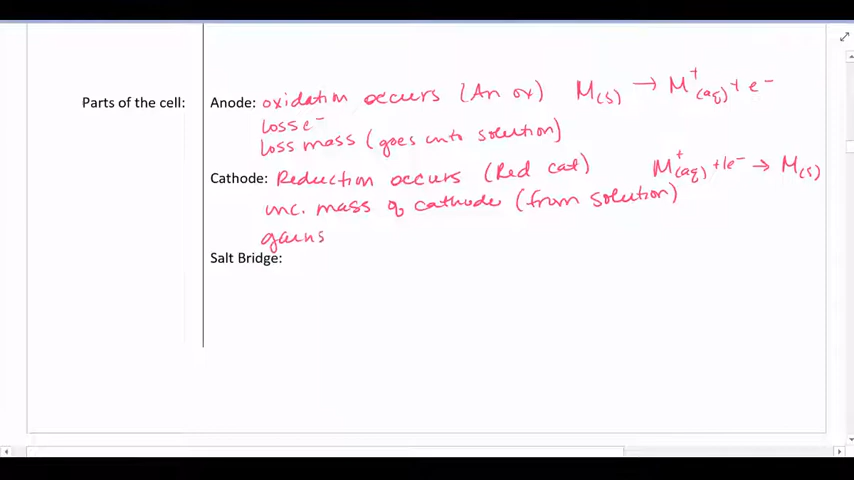 Parts of the cell:
Anode: oxidation occurs (An ox) M(s) → M⁺(aq) + e⁻
loss e⁻
Loss mass (goes into solution)
Cathode: Reduction occurs (Red cat) M⁺(aq) + 1e⁻ → M(s)
inc. mass of cathode (from solution)
gains
Salt Bridge: